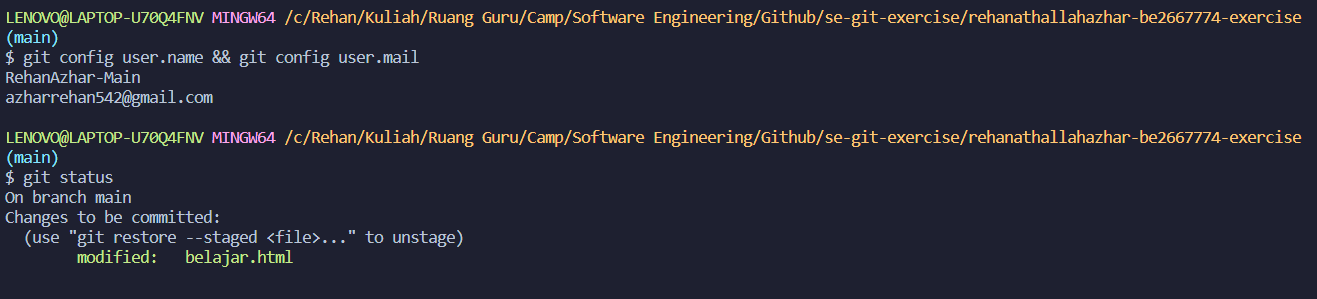 LENOVO@LAPTOP-U70Q4FNV MINGW64 /c/Rehan/Kuliah/Ruang Guru/Camp/Software Engineering/Github/se-git-exercise/rehanathallahazhar-be2667774-exercise
(main)
$ git config user.name && git config user.mail
RehanAzhar-Main
azharrehan542@gmail.com
LENOVO@LAPTOP-U70Q4FNV MINGW64 /c/Rehan/Kuliah/Ruang Guru/Camp/Software Engineering/Github/se-git-exercise/rehanathallahazhar-be2667774-exercise
(main)
$ git status
On branch main
Changes to be committed:
  (use "git restore --staged <file>..." to unstage)
        modified:   belajar.html